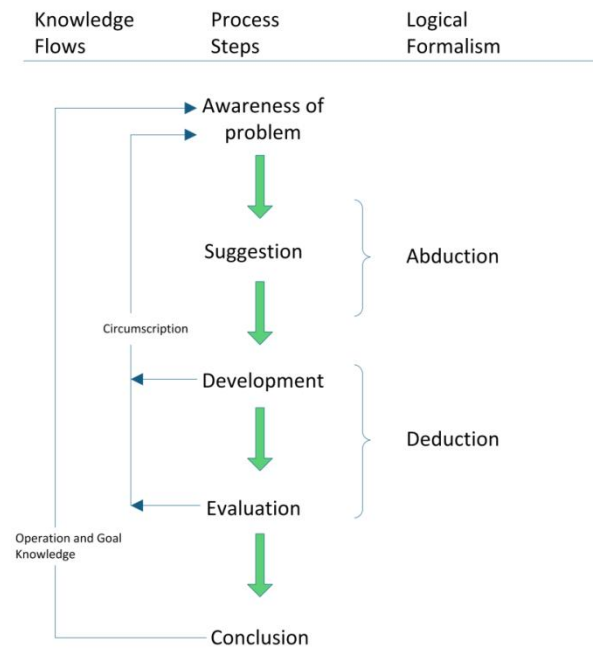 Knowledge
Flows
Process
Steps
Logical
Formalism
Awareness of
problem
Suggestion
Abduction
Circumscription
Development
Deduction
Evaluation
Operation and Goal
Knowledge
Conclusion